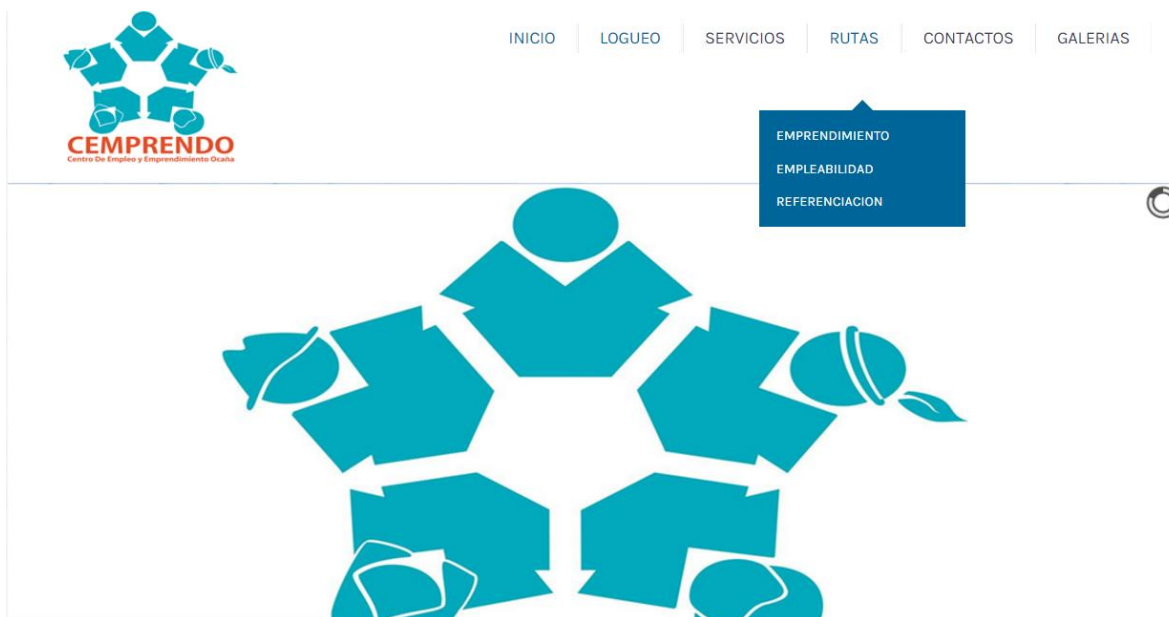 INICIO LOGUEO SERVICIOS RUTAS CONTACTOS GALERIAS
CEMPRENDO
Centro De Empleo y Emprendimiento Ocaña
EMPRENDIMIENTO
EMPLEABILIDAD
REFERENCIACION